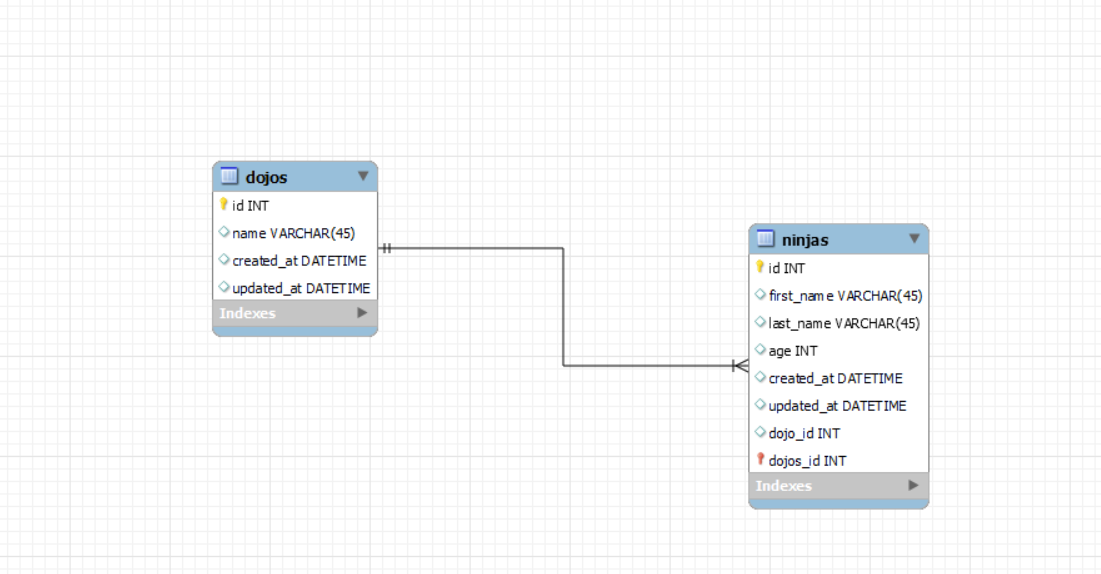 dojos
id INT
name VARCHAR(45)
created_at DATETIME
updated_at DATETIME
Indexes
ninjas
id INT
first_name VARCHAR(45)
last_name VARCHAR(45)
age INT
created_at DATETIME
updated_at DATETIME
dojo_id INT
dojos_id INT
Indexes